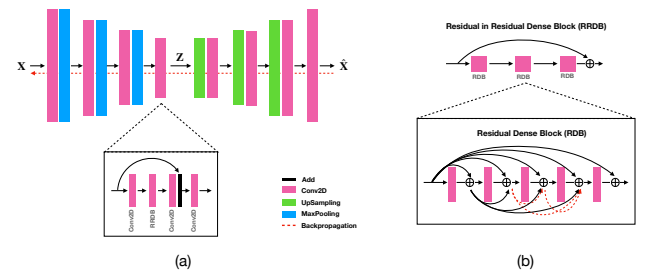 X
Z
X̂
Conv2D
RRDB
Conv2D
Conv2D
Add
Conv2D
UpSampling
MaxPooling
Backpropagation
(a)
Residual in Residual Dense Block (RRDB)
RDB
RDB
RDB
Residual Dense Block (RDB)
(b)